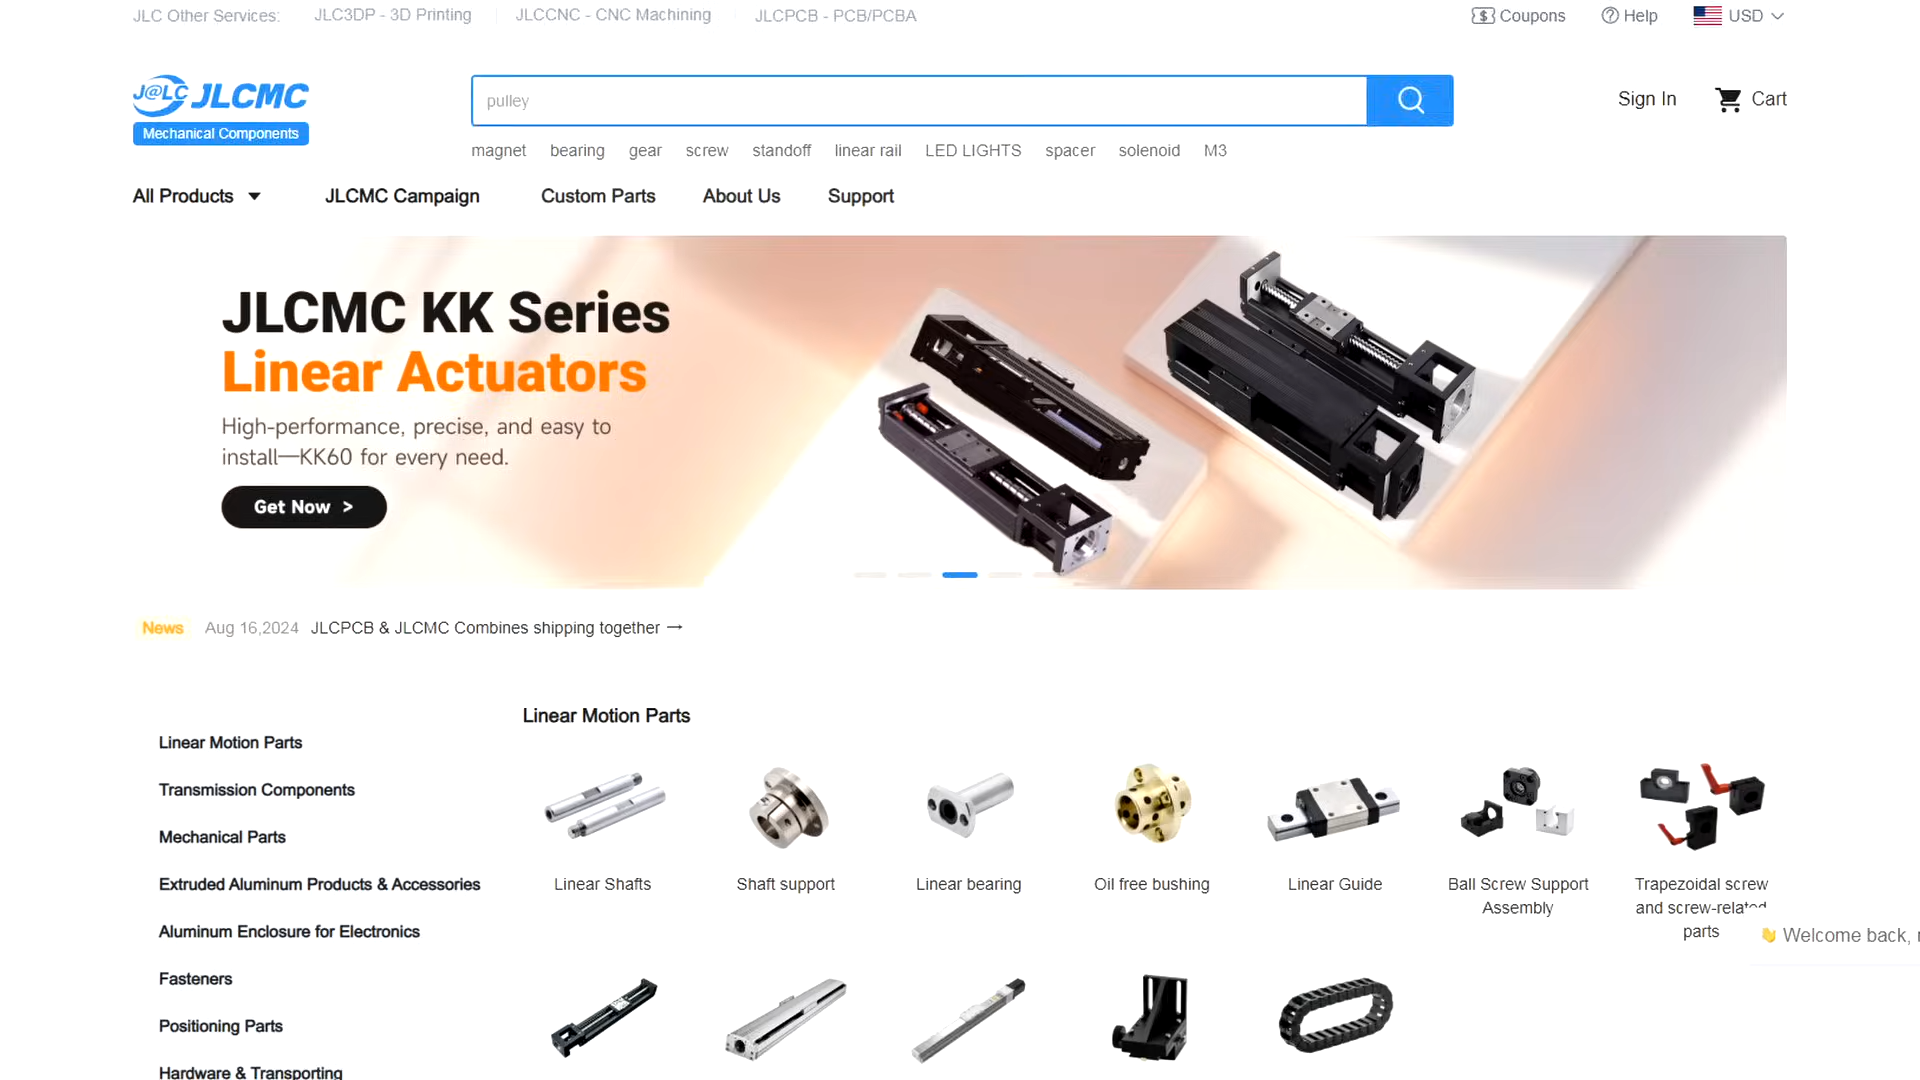 JLC Other Services:
JLC3DP - 3D Printing
JLCCNC - CNC Machining
JLCPCB - PCB/PCBA
Coupons
Help
USD
J@LC JLCMC
Mechanical Components
pulley
Sign In
Cart
magnet bearing gear screw standoff linear rail LED LIGHTS spacer solenoid M3
All Products
JLCMC Campaign
Custom Parts
About Us
Support
JLCMC KK Series
Linear Actuators
High-performance, precise, and easy to
install—KK60 for every need.
Get Now >
News Aug 16,2024 JLCPCB & JLCMC Combines shipping together →
Linear Motion Parts
Transmission Components
Mechanical Parts
Extruded Aluminum Products & Accessories
Aluminum Enclosure for Electronics
Fasteners
Positioning Parts
Hardware & Transporting
Linear Motion Parts
Linear Shafts
Shaft support
Linear bearing
Oil free bushing
Linear Guide
Ball Screw Support
Assembly
Trapezoidal screw
and screw-related
parts
Welcome back,